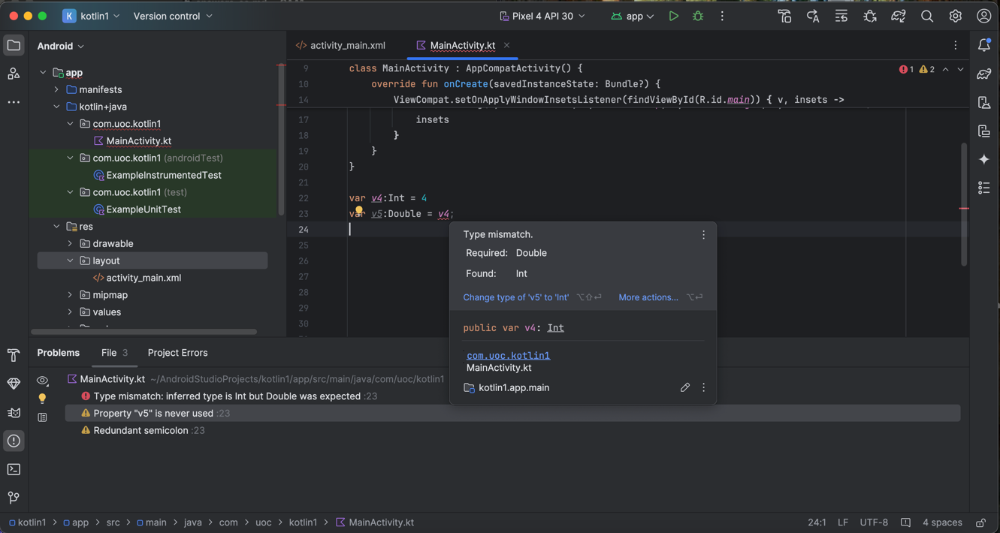 K kotlin1
Version control
Pixel 4 API 30
app
Android
activity_main.xml
MainActivity.kt
app
manifests
kotlin+java
com.uoc.kotlin1
MainActivity.kt
com.uoc.kotlin1 (androidTest)
ExampleInstrumentedTest
com.uoc.kotlin1 (test)
ExampleUnitTest
res
drawable
layout
activity_main.xml
mipmap
values
1 2
9 class MainActivity : AppCompatActivity() {
10 override fun onCreate(savedInstanceState: Bundle?) {
14 ViewCompat.setOnApplyWindowInsetsListener(findViewById(R.id.main)) { v, insets ->
17 insets
18 }
19 }
20 }
21
22 var v4:Int = 4
23 var v5:Double = v4;
24
25
26
27
28
29
30
Type mismatch.
Required: Double
Found: Int
Change type of 'v5' to 'Int' ⌥⇧⏎ More actions... ⌥⏎
public var v4: Int
com.uoc.kotlin1
MainActivity.kt
kotlin1.app.main
Problems File 3 Project Errors
MainActivity.kt ~/AndroidStudioProjects/kotlin1/app/src/main/java/com/uoc/kotlin1
Type mismatch: inferred type is Int but Double was expected :23
Property "v5" is never used :23
Redundant semicolon :23
kotlin1 > app > src > main > java > com > uoc > kotlin1 > MainActivity.kt
24:1 LF UTF-8 4 spaces